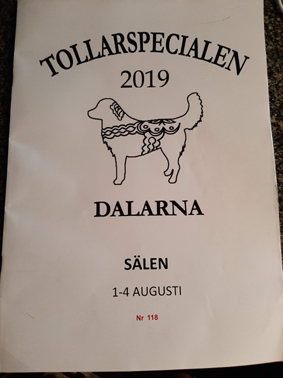 TOLLARSPECIALEN
2019
DALARNA
SÄLEN
1-4 AUGUSTI
Nr 118